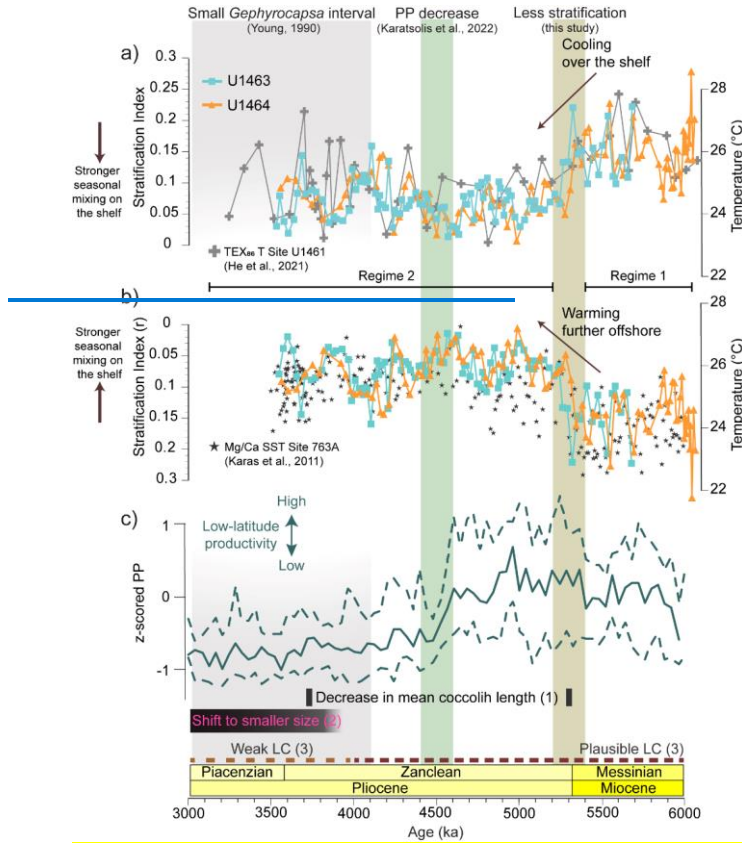 Small Gephyrocapsa interval
(Young, 1990)
PP decrease
(Karatsolis et al., 2022)
Less stratification
(this study)
a)
0.3
0.25
0.2
0.15
0.1
0.05
0
Stratification Index
Stronger
seasonal
mixing on
the shelf
U1463
U1464
Cooling
over the shelf
28
26
24
22
Temperature (°C)
TEX₈₆ T Site U1461
(He et al., 2021)
Regime 2
Regime 1
b)
0
0.05
0.1
0.15
0.2
0.3
Stratification Index (r)
Stronger
seasonal
mixing on
the shelf
Warming
further offshore
28
26
24
22
Temperature (°C)
Mg/Ca SST Site 763A
(Karas et al., 2011)
c)
High
Low-latitude
productivity
Low
1
0
-1
z-scored PP
Decrease in mean coccolih length (1)
Shift to smaller size (2)
Weak LC (3)
Plausible LC (3)
Piacenzian
Zanclean
Messinian
Pliocene
Miocene
3000
3500
4000
4500
5000
5500
6000
Age (ka)